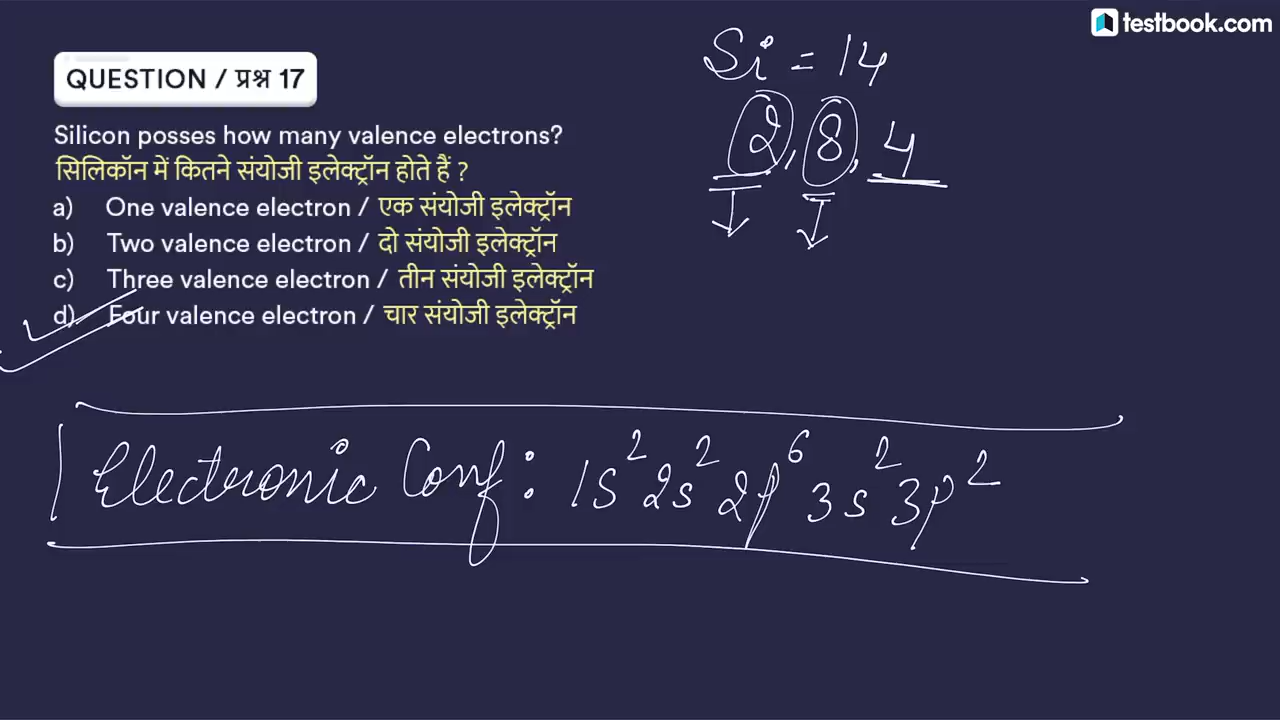 testbook.com
QUESTION / प्रश्न 17
Silicon posses how many valence electrons?
सिलिकॉन में कितने संयोजी इलेक्ट्रॉन होते हैं ?
a) One valence electron / एक संयोजी इलेक्ट्रॉन
b) Two valence electron / दो संयोजी इलेक्ट्रॉन
c) Three valence electron / तीन संयोजी इलेक्ट्रॉन
d) Four valence electron / चार संयोजी इलेक्ट्रॉन
Si = 14
2, 8, 4
Electronic Conf: 1s² 2s² 2p⁶ 3s² 3p²